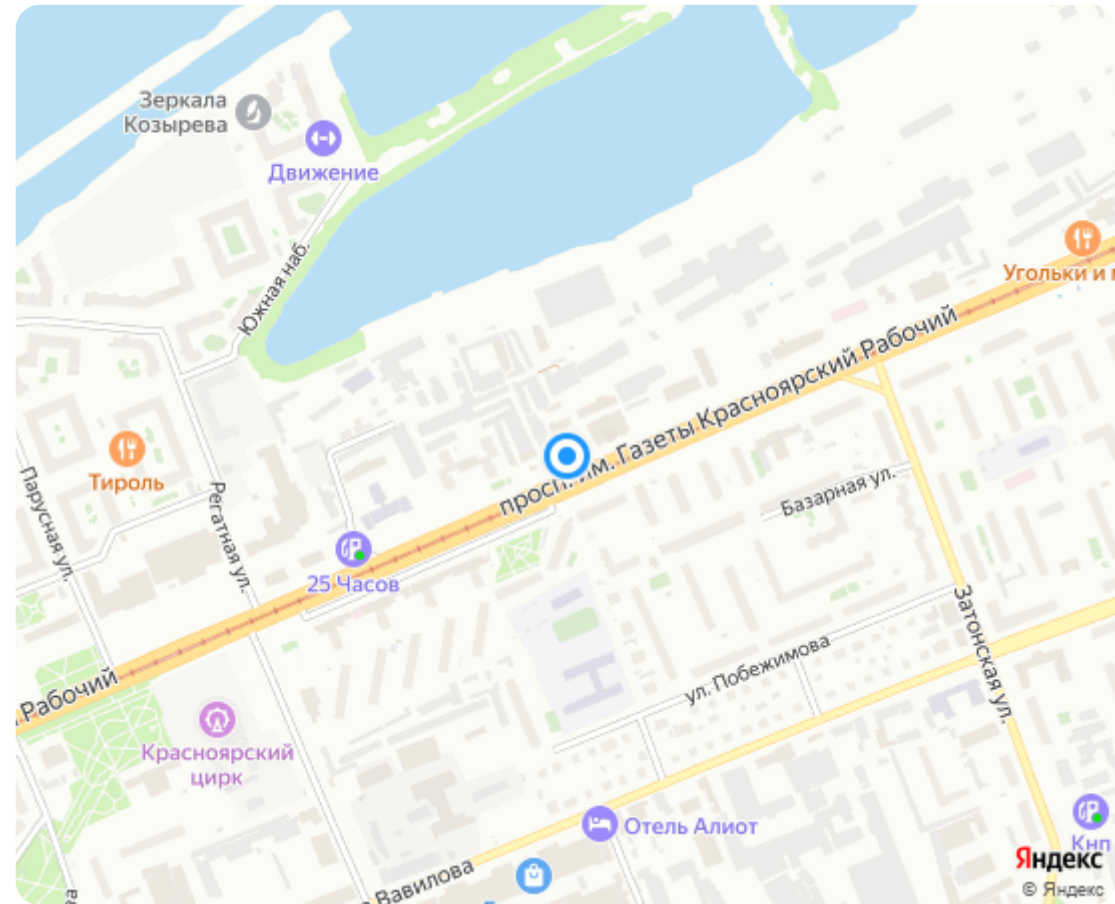 Зеркала
Козырева
Движение
Южная наб.
Угольки и
просп. им. Газеты Красноярский Рабочий
Тироль
Парусная ул.
Регатная ул.
Базарная ул.
25 Часов
Затонская ул.
ул. Побежимова
Рабочий
Красноярский
цирк
Отель Алиот
Вавилова
Кнп
Яндекс
© Яндекс